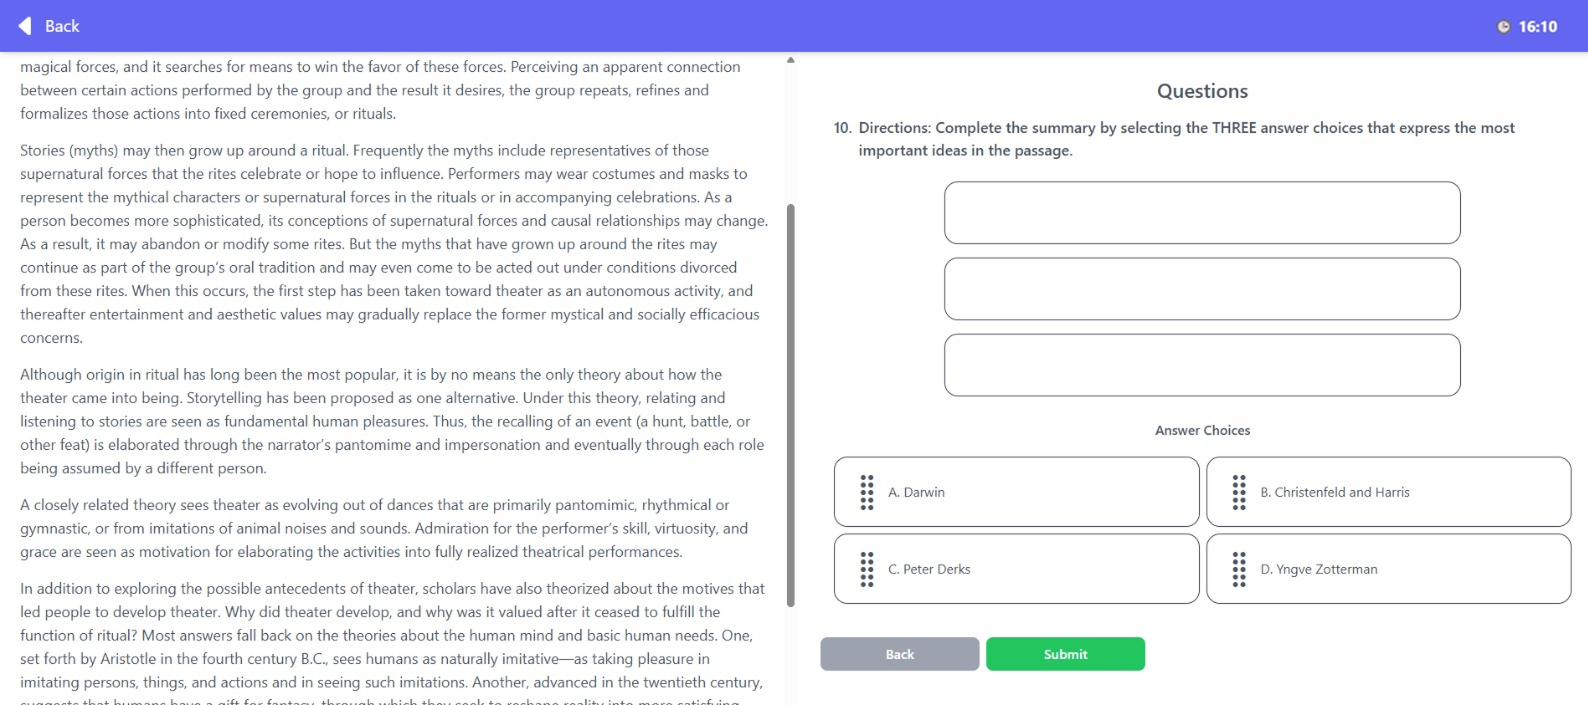 Back
16:10
magical forces, and it searches for means to win the favor of these forces. Perceiving an apparent connection
between certain actions performed by the group and the result it desires, the group repeats, refines and
formalizes those actions into fixed ceremonies, or rituals.
Stories (myths) may then grow up around a ritual. Frequently the myths include representatives of those
supernatural forces that the rites celebrate or hope to influence. Performers may wear costumes and masks to
represent the mythical characters or supernatural forces in the rituals or in accompanying celebrations. As a
person becomes more sophisticated, its conceptions of supernatural forces and causal relationships may change.
As a result, it may abandon or modify some rites. But the myths that have grown up around the rites may
continue as part of the group's oral tradition and may even come to be acted out under conditions divorced
from these rites. When this occurs, the first step has been taken toward theater as an autonomous activity, and
thereafter entertainment and aesthetic values may gradually replace the former mystical and socially efficacious
concerns.
Although origin in ritual has long been the most popular, it is by no means the only theory about how the
theater came into being. Storytelling has been proposed as one alternative. Under this theory, relating and
listening to stories are seen as fundamental human pleasures. Thus, the recalling of an event (a hunt, battle, or
other feat) is elaborated through the narrator's pantomime and impersonation and eventually through each role
being assumed by a different person.
A closely related theory sees theater as evolving out of dances that are primarily pantomimic, rhythmical or
gymnastic, or from imitations of animal noises and sounds. Admiration for the performer's skill, virtuosity, and
grace are seen as motivation for elaborating the activities into fully realized theatrical performances.
In addition to exploring the possible antecedents of theater, scholars have also theorized about the motives that
led people to develop theater. Why did theater develop, and why was it valued after it ceased to fulfill the
function of ritual? Most answers fall back on the theories about the human mind and basic human needs. One,
set forth by Aristotle in the fourth century B.C., sees humans as naturally imitative—as taking pleasure in
imitating persons, things, and actions and in seeing such imitations. Another, advanced in the twentieth century,
suggests that humans have a gift for fantasy, through which they seek to reshape reality into more satisfying
Questions
10. Directions: Complete the summary by selecting the THREE answer choices that express the most
important ideas in the passage.
Answer Choices
A. Darwin
B. Christenfeld and Harris
C. Peter Derks
D. Yngve Zotterman
Back
Submit